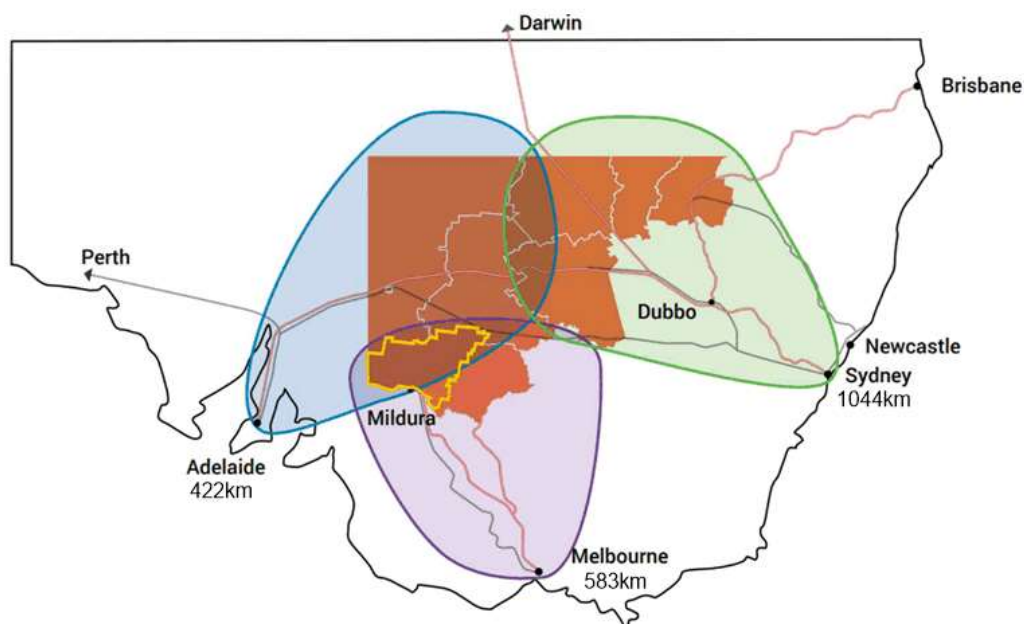 Darwin
Brisbane
Perth
Dubbo
Newcastle
Sydney
1044km
Mildura
Adelaide
422km
Melbourne
583km